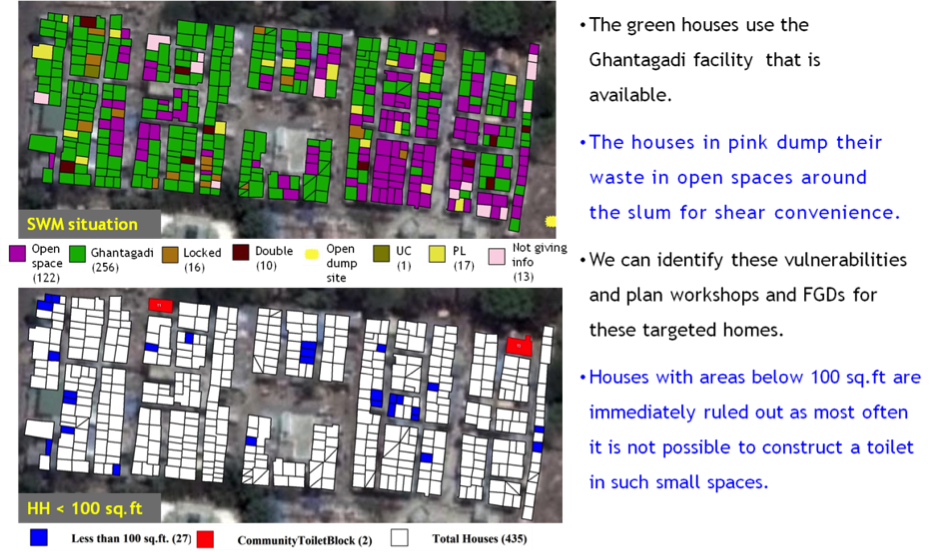 SWM situation
Open space (122)
Ghantagadi (256)
Locked (16)
Double (10)
Open dump site
UC (1)
PL (17)
Not giving info (13)
HH < 100 sq.ft
Less than 100 sq.ft. (27)
CommunityToiletBlock (2)
Total Houses (435)
•The green houses use the
Ghantagadi facility that is
available.
•The houses in pink dump their
waste in open spaces around
the slum for shear convenience.
•We can identify these vulnerabilities
and plan workshops and FGDs for
these targeted homes.
•Houses with areas below 100 sq.ft are
immediately ruled out as most often
it is not possible to construct a toilet
in such small spaces.